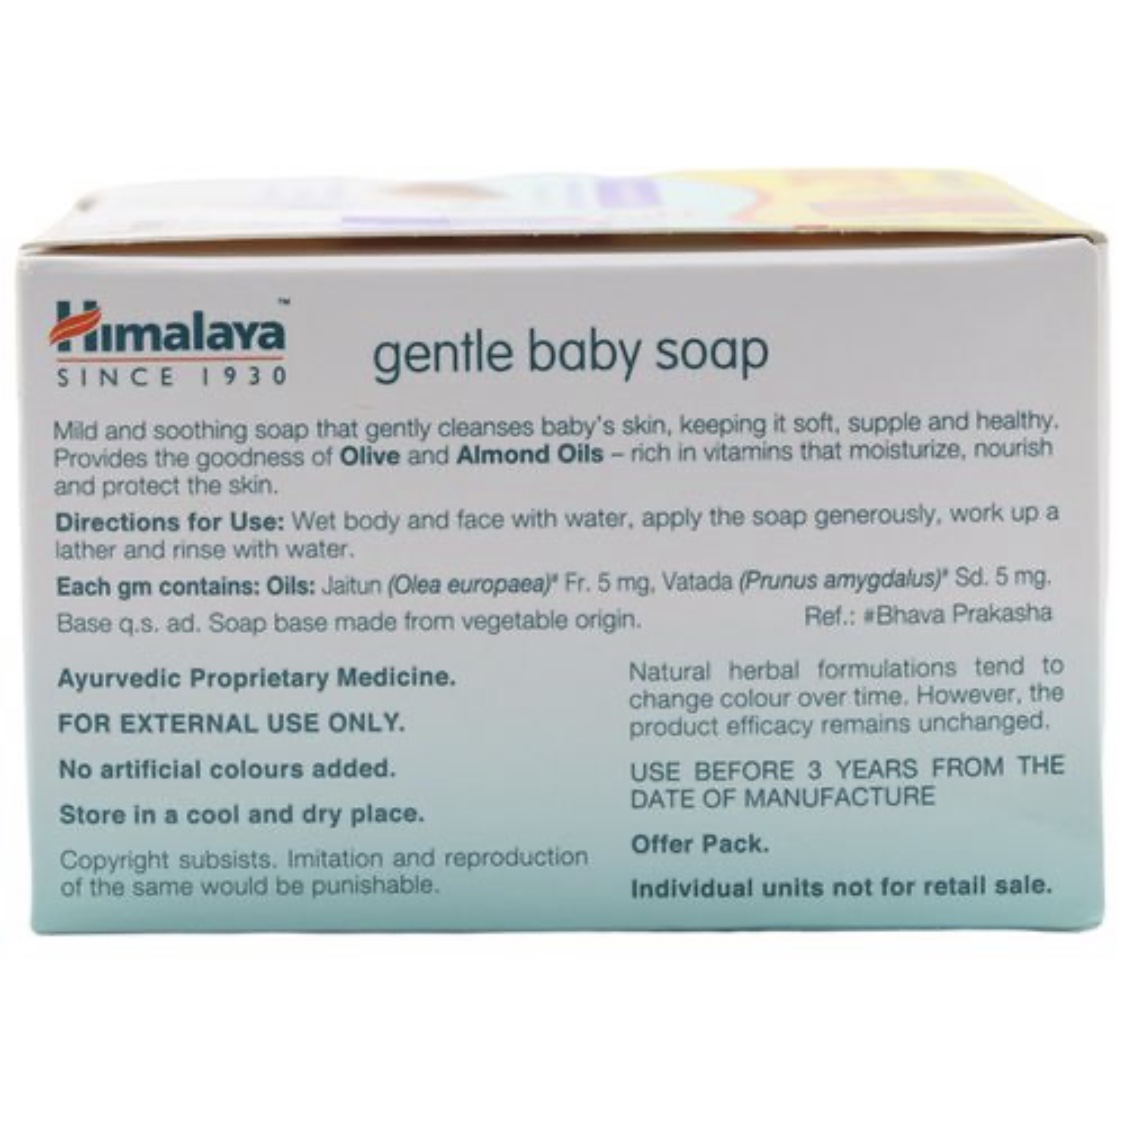 Himalaya™
SINCE 1930
gentle baby soap
Mild and soothing soap that gently cleanses baby's skin, keeping it soft, supple and healthy.
Provides the goodness of Olive and Almond Oils – rich in vitamins that moisturize, nourish
and protect the skin.
Directions for Use: Wet body and face with water, apply the soap generously, work up a
lather and rinse with water.
Each gm contains: Oils: Jaitun (Olea europaea)# Fr. 5 mg, Vatada (Prunus amygdalus)# Sd. 5 mg.
Base q.s. ad. Soap base made from vegetable origin. Ref.: #Bhava Prakasha
Ayurvedic Proprietary Medicine.
FOR EXTERNAL USE ONLY.
No artificial colours added.
Store in a cool and dry place.
Copyright subsists. Imitation and reproduction
of the same would be punishable.
Natural herbal formulations tend to
change colour over time. However, the
product efficacy remains unchanged.
USE BEFORE 3 YEARS FROM THE
DATE OF MANUFACTURE
Offer Pack.
Individual units not for retail sale.